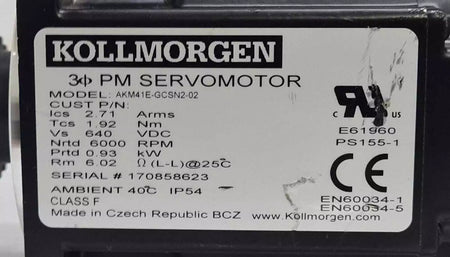 KOLLMORGEN
3Φ PM SERVOMOTOR
MODEL: AKM41E-GCSN2-02
CUST P/N:
Ics 2.71 Arms
Tcs 1.92 Nm
Vs 640 VDC
Nrtd 6000 RPM
Prtd 0.93 kW
Rm 6.02 Ω(L-L)@25C
SERIAL # 170858623
AMBIENT 40C IP54
CLASS F
Made in Czech Republic BCZ
c RU us
E61960
PS155-1
CE
EN60034-1
EN60034-5
www.Kollmorgen.com